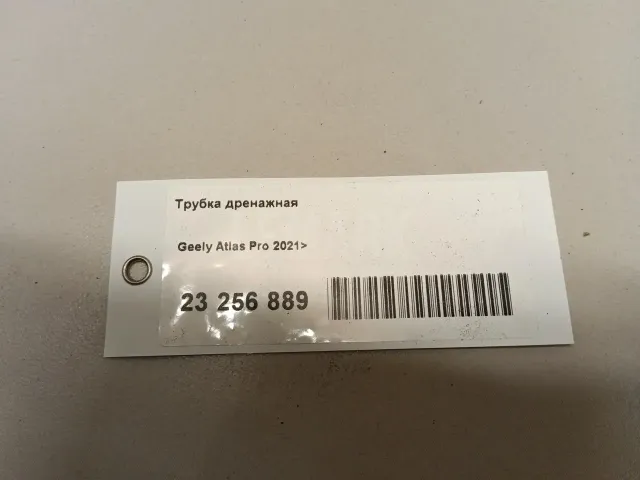 Трубка дренажная
Geely Atlas Pro 2021>
23 256 889